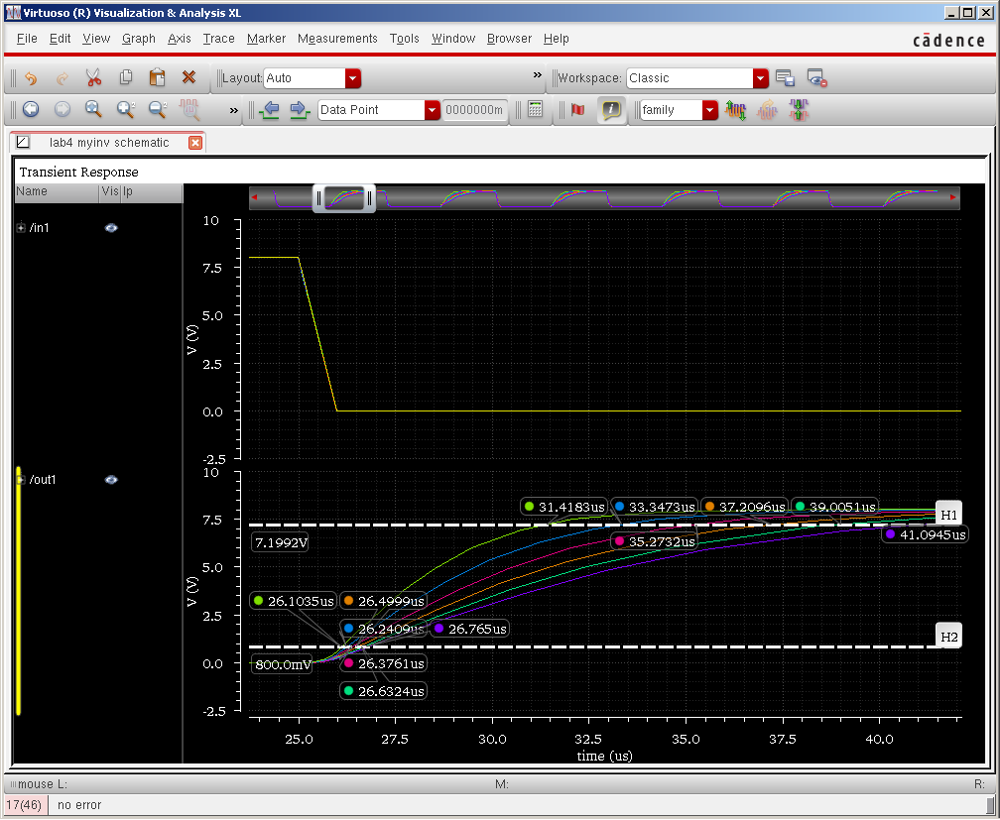 Virtuoso (R) Visualization & Analysis XL
File Edit View Graph Axis Trace Marker Measurements Tools Window Browser Help
cādence
Layout: Auto » Workspace: Classic
» Data Point 0000000m family
lab4 myinv schematic
Transient Response
Name Vis Ip
/in1
10
7.5
5.0
2.5
0.0
-2.5
V (V)
/out1
10
7.5
5.0
2.5
0.0
-2.5
V (V)
31.4183us 33.3473us 37.2096us 39.0051us
H1
7.1992V
35.2732us
41.0945us
26.1035us 26.4999us
26.2409us 26.765us
H2
800.0mV
26.3761us
26.6324us
25.0 27.5 30.0 32.5 35.0 37.5 40.0
time (us)
mouse L: M: R:
17(46) no error